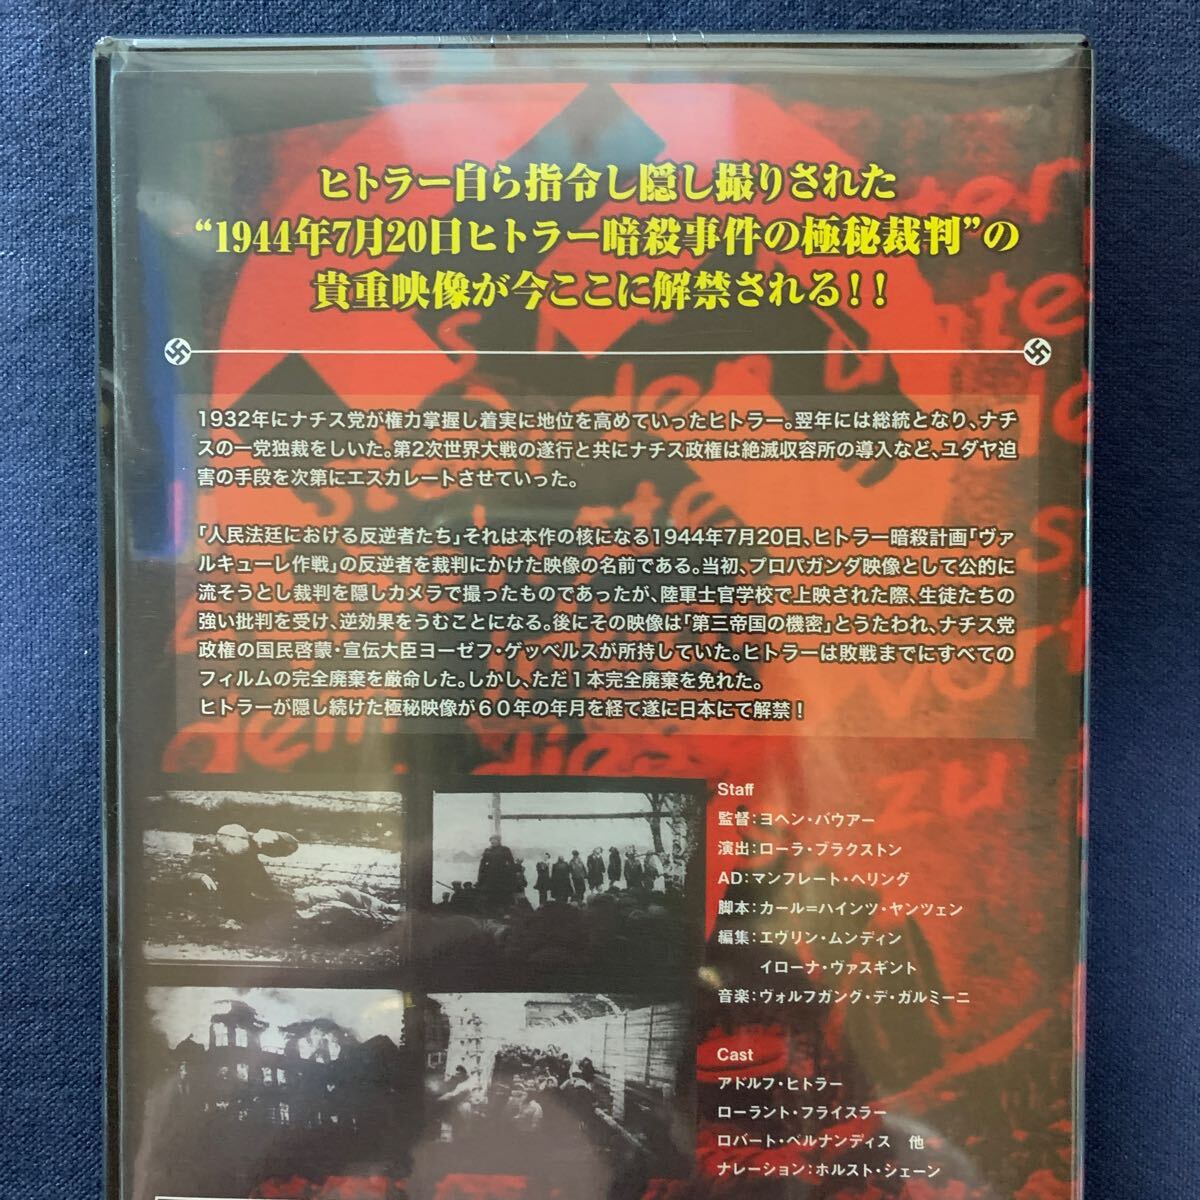 ヒトラー自ら指令し隠し撮りされた
“1944年7月20日ヒトラー暗殺事件の極秘裁判”の
貴重映像が今ここに解禁される！！
1932年にナチス党が権力掌握し着実に地位を高めていったヒトラー。翌年には総統となり、ナチ
スの一党独裁をしいた。第2次世界大戦の遂行と共にナチス政権は絶滅収容所の導入など、ユダヤ迫
害の手段を次第にエスカレートさせていった。
「人民法廷における反逆者たち」それは本作の核になる1944年7月20日、ヒトラー暗殺計画「ヴァ
ルキューレ作戦」の反逆者を裁判にかけた映像の名前である。当初、プロパガンダ映像として公的に
流そうとし裁判を隠しカメラで撮ったものであったが、陸軍士官学校で上映された際、生徒たちの
強い批判を受け、逆効果をうむことになる。後にその映像は「第三帝国の機密」とうたわれ、ナチス党
政権の国民啓蒙・宣伝大臣ヨーゼフ・ゲッベルスが所持していた。ヒトラーは敗戦までにすべての
フィルムの完全廃棄を厳命した。しかし、ただ1本完全廃棄を免れた。
ヒトラーが隠し続けた極秘映像が60年の年月を経て遂に日本にて解禁！
Staff
監督：ヨヘン・バウアー
演出：ローラ・ブラクストン
AD：マンフレート・ヘリング
脚本：カール＝ハインツ・ヤンツェン
編集：エヴリン・ムンディン
イローナ・ヴァスギント
音楽：ヴォルフガング・デ・ガルミーニ
Cast
アドルフ・ヒトラー
ローラント・フライスラー
ロバート・ベルナンディス　他
ナレーション：ホルスト・シェーン